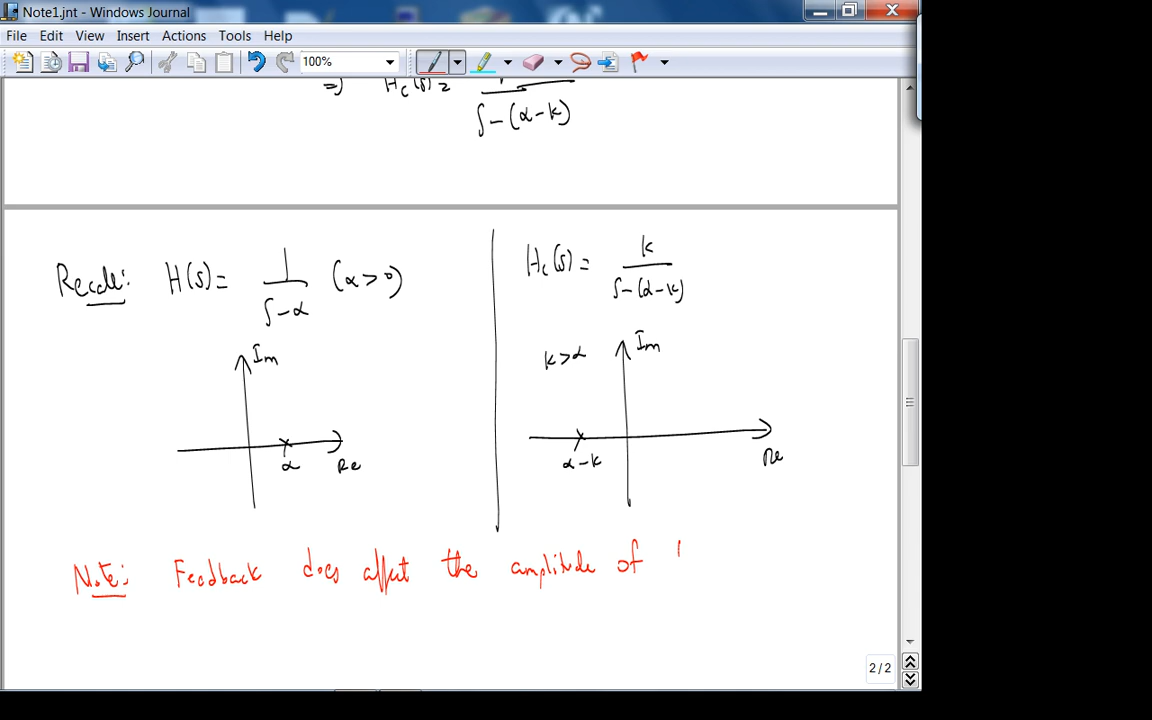 Note1.jnt - Windows Journal
File Edit View Insert Actions Tools Help
100%
=) Hc(s) =
s-(α-k)
Recall: H(s) = 1 / s-α (α>0)
Hc(s) = k / s-(α-k)
Im
α
Re
k>α
Im
α-k
Re
Note: Feedback does affect the amplitude of
2/2